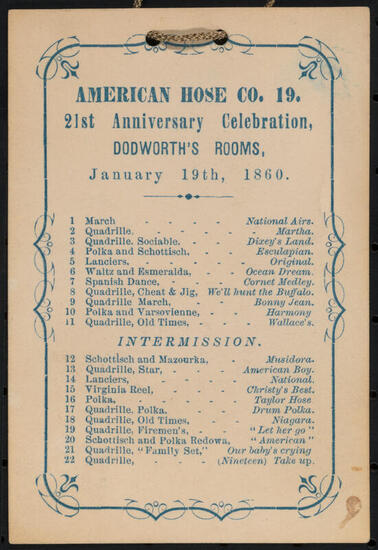 AMERICAN HOSE CO. 19.
21st Anniversary Celebration,
DODWORTH'S ROOMS,
January 19th, 1860.
1 March - - - - National Airs.
2 Quadrille. - - - - - Martha.
3 Quadrille. Sociable. - - - Dixey's Land.
4 Polka and Schottisch, - - - Esculapian.
5 Lanciers, - - - - - Original.
6 Waltz and Esmeralda, - - Ocean Dream.
7 Spanish Dance, - - - Cornet Medley.
8 Quadrille, Cheat & Jig, We'll hunt the Buffalo.
9 Quadrille March, - - - Bonny Jean.
10 Polka and Varsovienne, - - Harmony
11 Quadrille, Old Times, - - - Wallace's.
INTERMISSION.
12 Schottisch and Mazourka, - Musidora.
13 Quadrille, Star, - - - American Boy.
14 Lanciers, - - - - National.
15 Virginia Reel, - - - Christy's Best.
16 Polka, - - - - Taylor Hose
17 Quadrille. Polka, - - - Drum Polka.
18 Quadrille, Old Times, - - - Niagara.
19 Quadrille, Firemen's, - - "Let her go"
20 Schottisch and Polka Redowa, "American"
21 Quadrille, "Family Set," Our baby's crying
22 Quadrille, - - - (Nineteen) Take up.